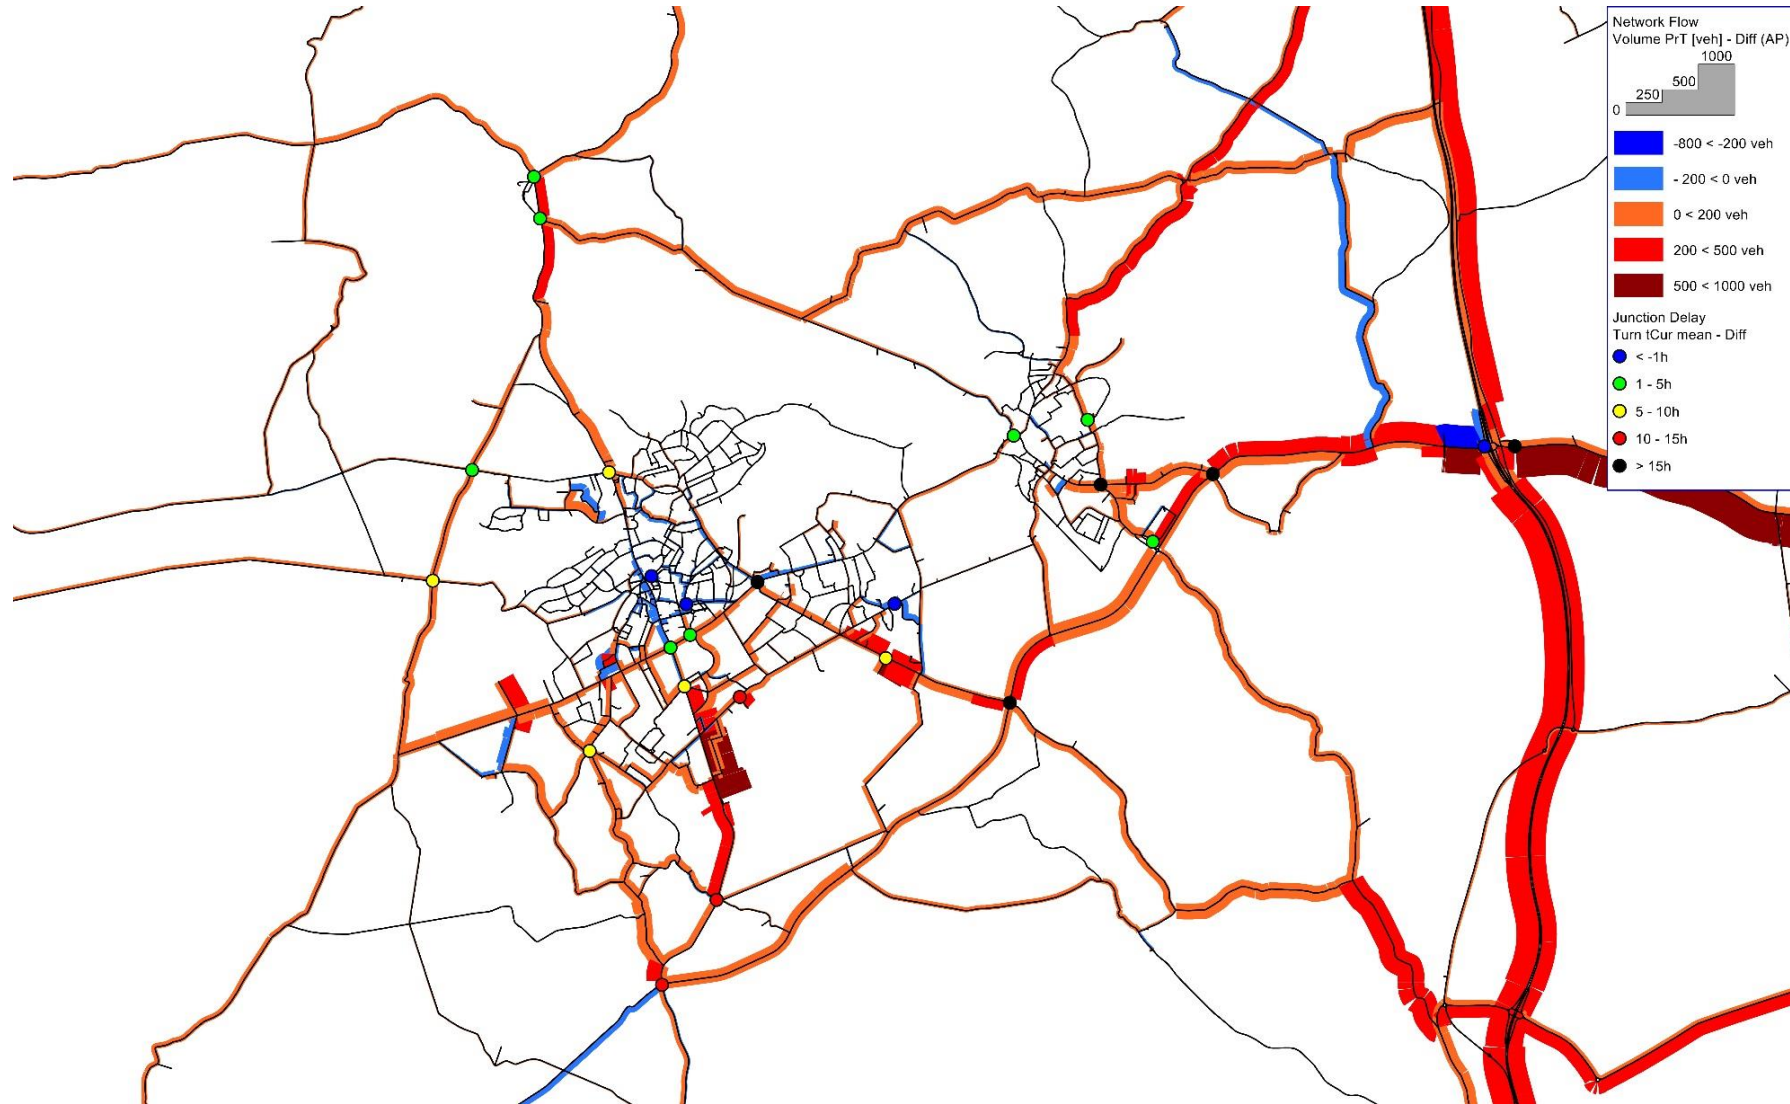 Network Flow
Volume PrT [veh] - Diff (AP)
1000
500
250
0
-800 < -200 veh
- 200 < 0 veh
0 < 200 veh
200 < 500 veh
500 < 1000 veh
Junction Delay
Turn tCur mean - Diff
< -1h
1 - 5h
5 - 10h
10 - 15h
> 15h